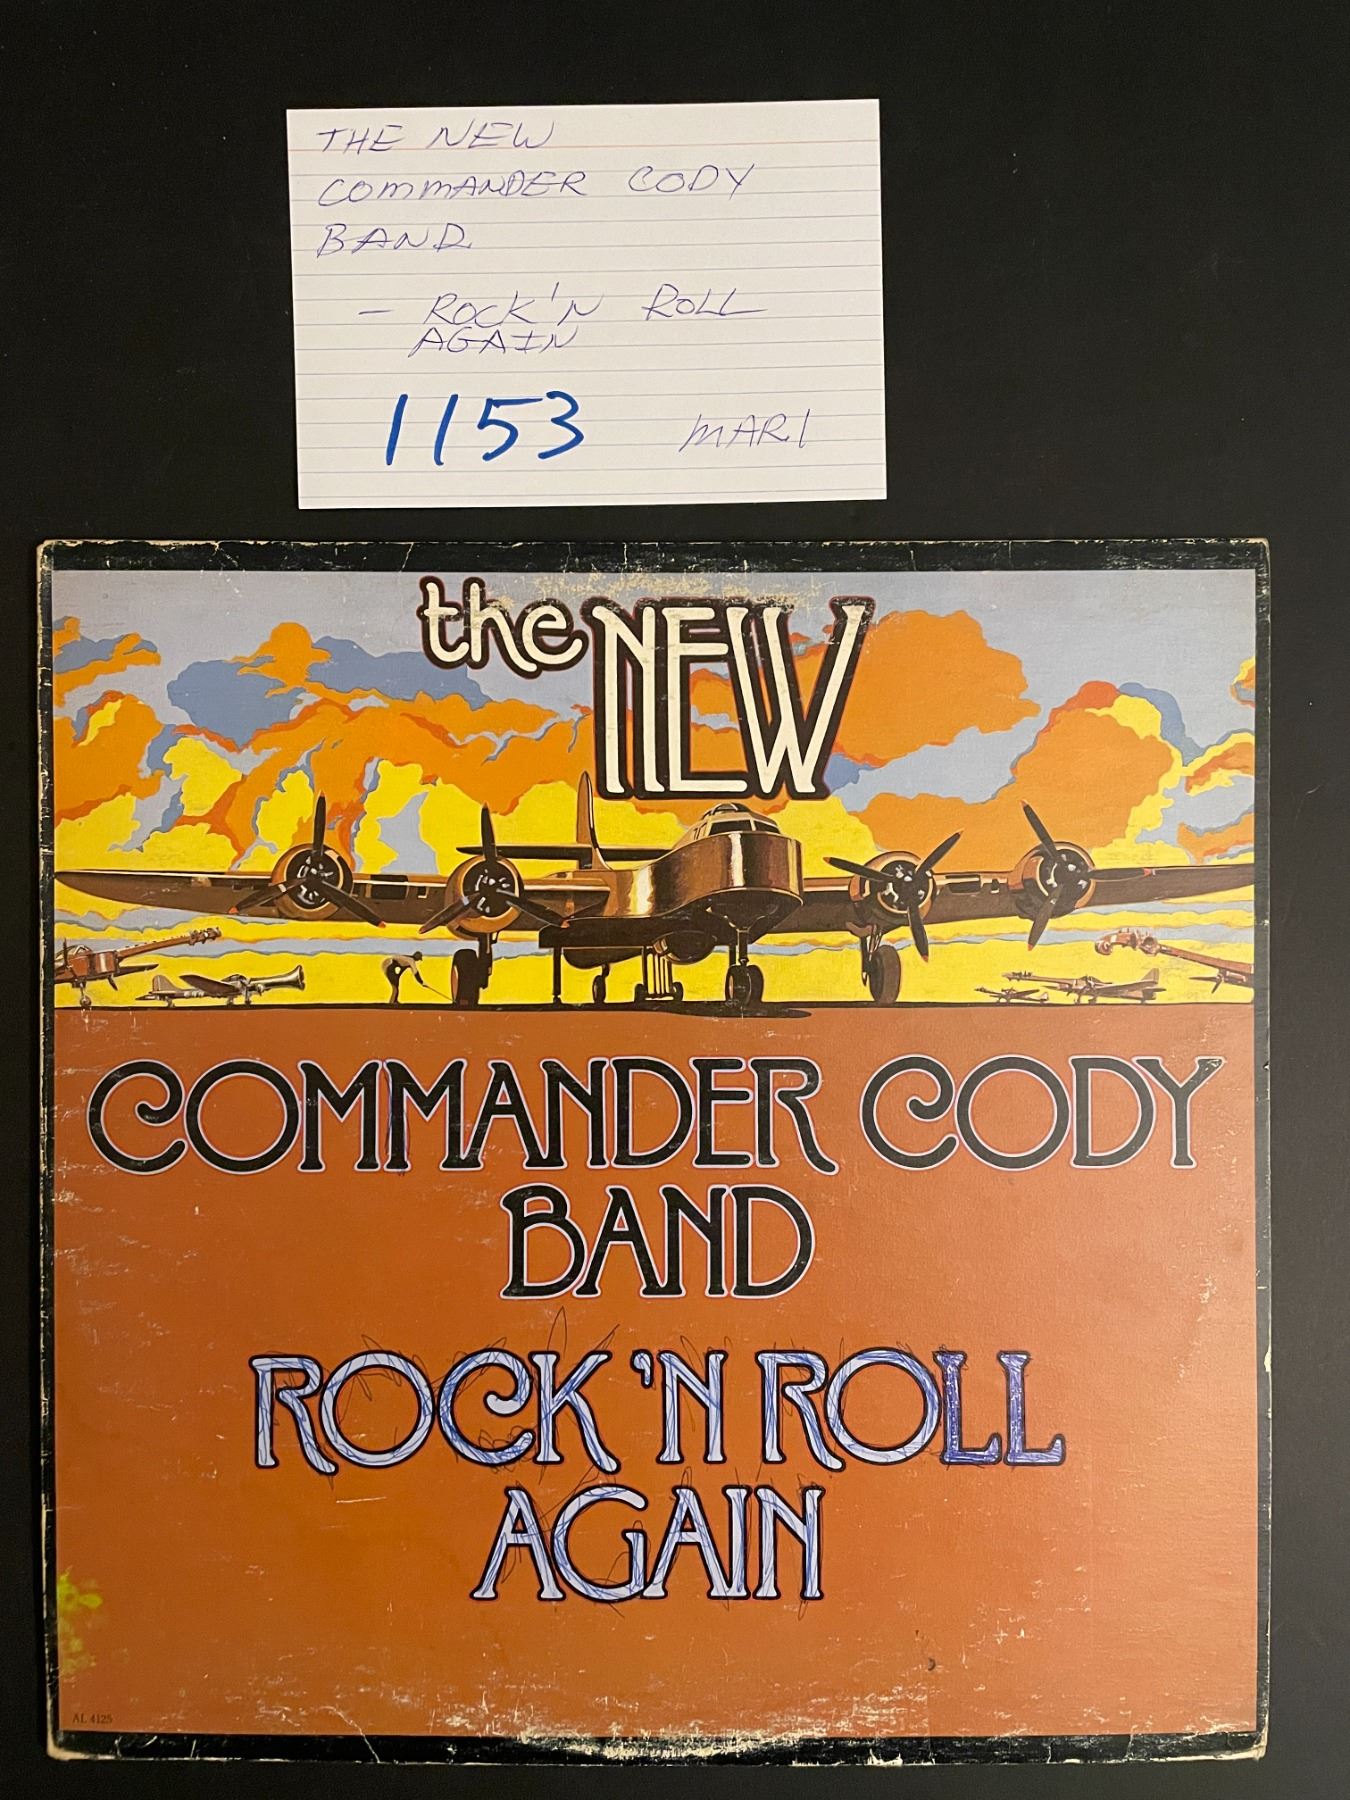 THE NEW
COMMANDER CODY
BAND
- ROCK'N ROLL
AGAIN
1153 MARI
the NEW
COMMANDER CODY
BAND
ROCK 'N ROLL
AGAIN
AL 4125